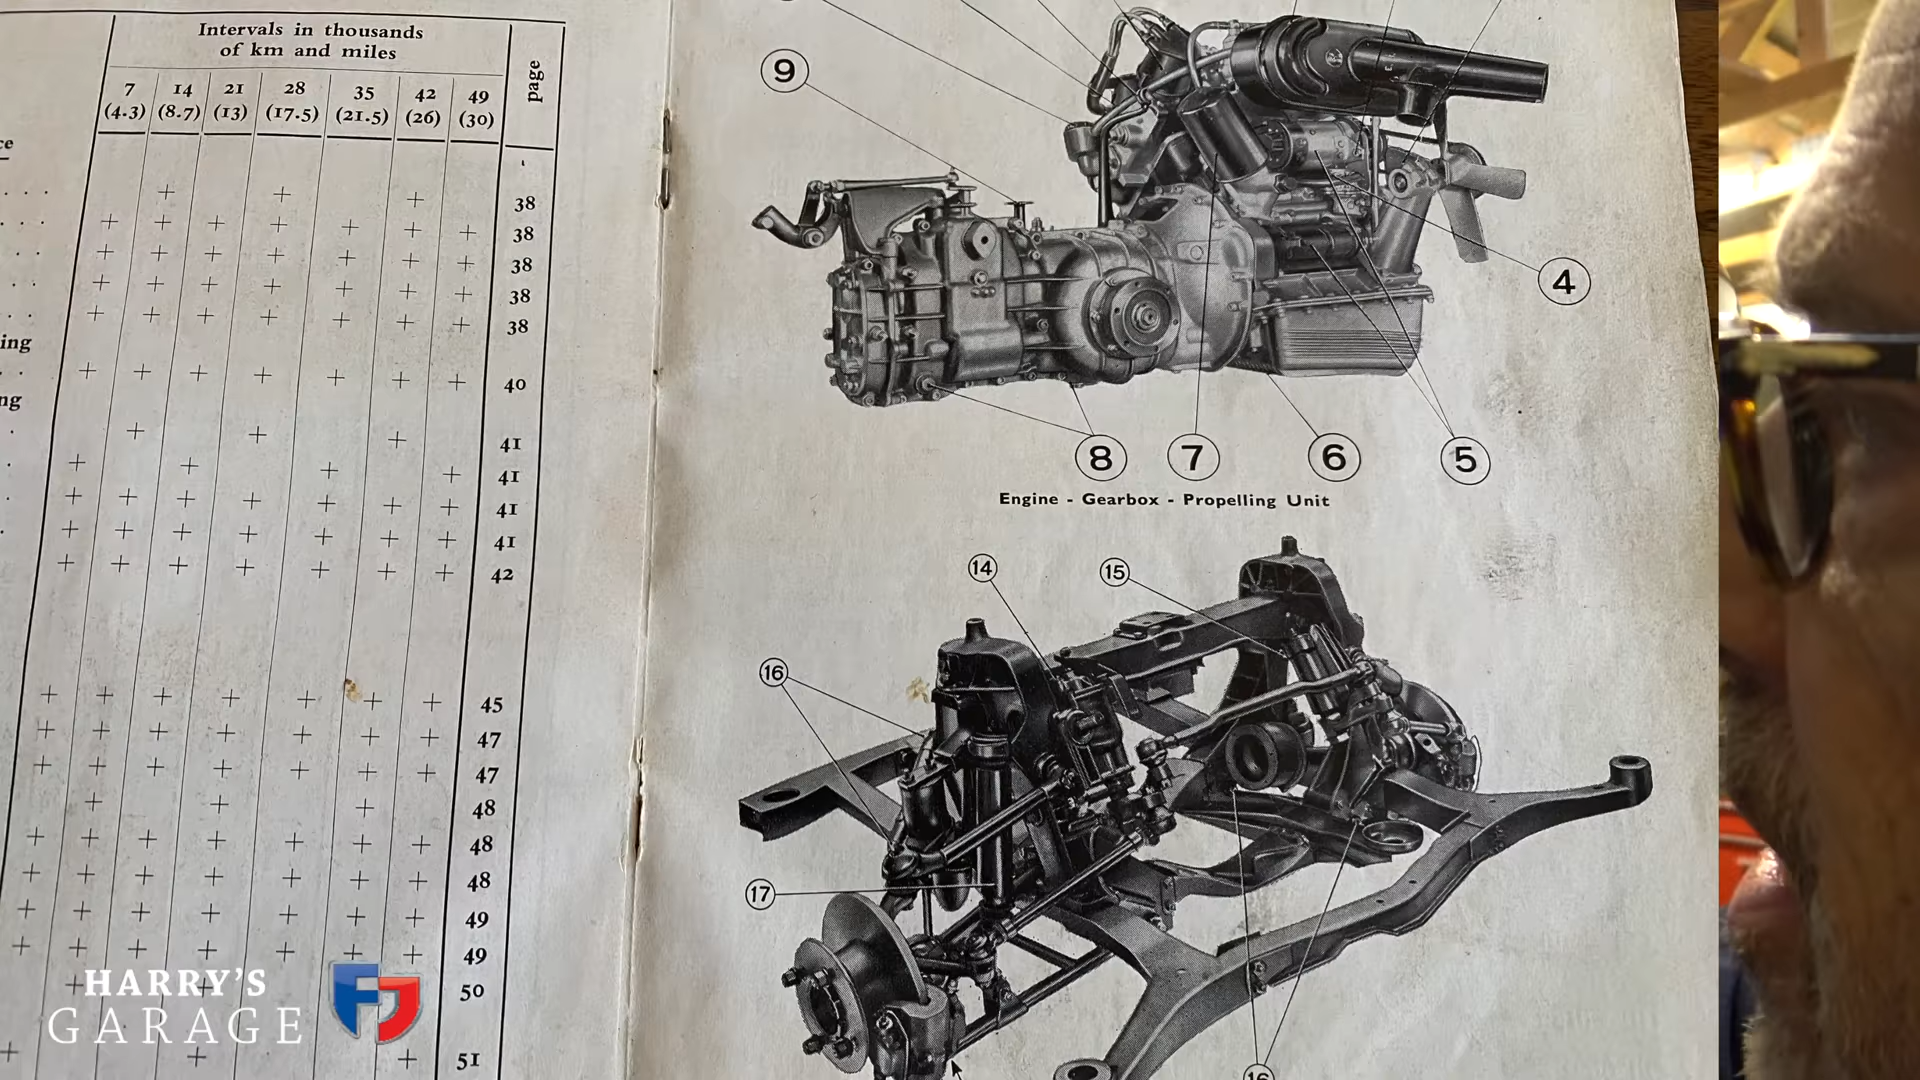 Intervals in thousands
of km and miles
page
7 14 21 28 35 42 49
(4·3) (8·7) (13) (17·5) (21·5) (26) (30)
ce
. . . + + + 38
. . . + + + + + + + 38
. . + + + + + + + 38
. . + + + + + + + 38
. . + + + + + + + 38
ing
. . + + + + + + + 40
ng
. + + + 41
. + + + + 41
. + + + + + + + 41
. + + + + + + + 41
+ + + + + + + 42
+ + + + + + + 45
+ + + + + + + 47
+ + + + + + + 47
+ + + 48
+ + + + + + + 48
+ + + + + + + 48
+ + + + + + + 49
+ + + + + + + 49
+ + 50
+ + + 51
9
4
8 7 6 5
Engine - Gearbox - Propelling Unit
14 15
16
17
16
HARRY'S
GARAGE